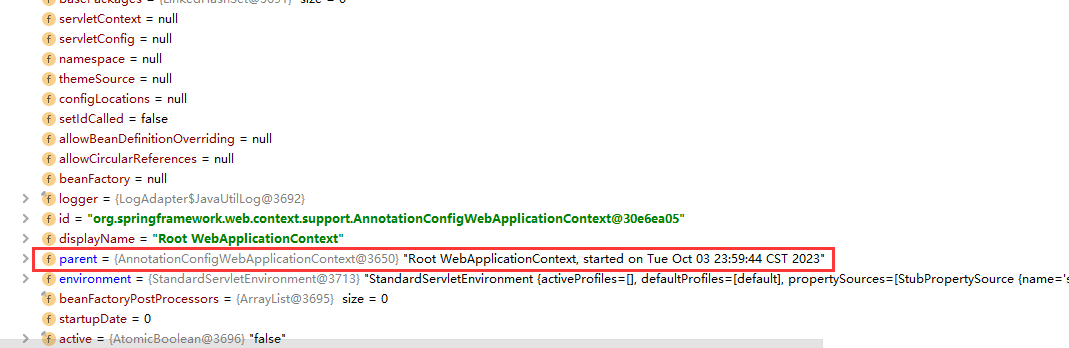 basePackages = {LinkedHashSet@3691} size = 0
servletContext = null
servletConfig = null
namespace = null
themeSource = null
configLocations = null
setIdCalled = false
allowBeanDefinitionOverriding = null
allowCircularReferences = null
beanFactory = null
logger = {LogAdapter$JavaUtilLog@3692}
id = "org.springframework.web.context.support.AnnotationConfigWebApplicationContext@30e6ea05"
displayName = "Root WebApplicationContext"
parent = {AnnotationConfigWebApplicationContext@3650} "Root WebApplicationContext, started on Tue Oct 03 23:59:44 CST 2023"
environment = {StandardServletEnvironment@3713} "StandardServletEnvironment {activeProfiles=[], defaultProfiles=[default], propertySources=[StubPropertySource {name='s
beanFactoryPostProcessors = {ArrayList@3695} size = 0
startupDate = 0
active = {AtomicBoolean@3696} "false"